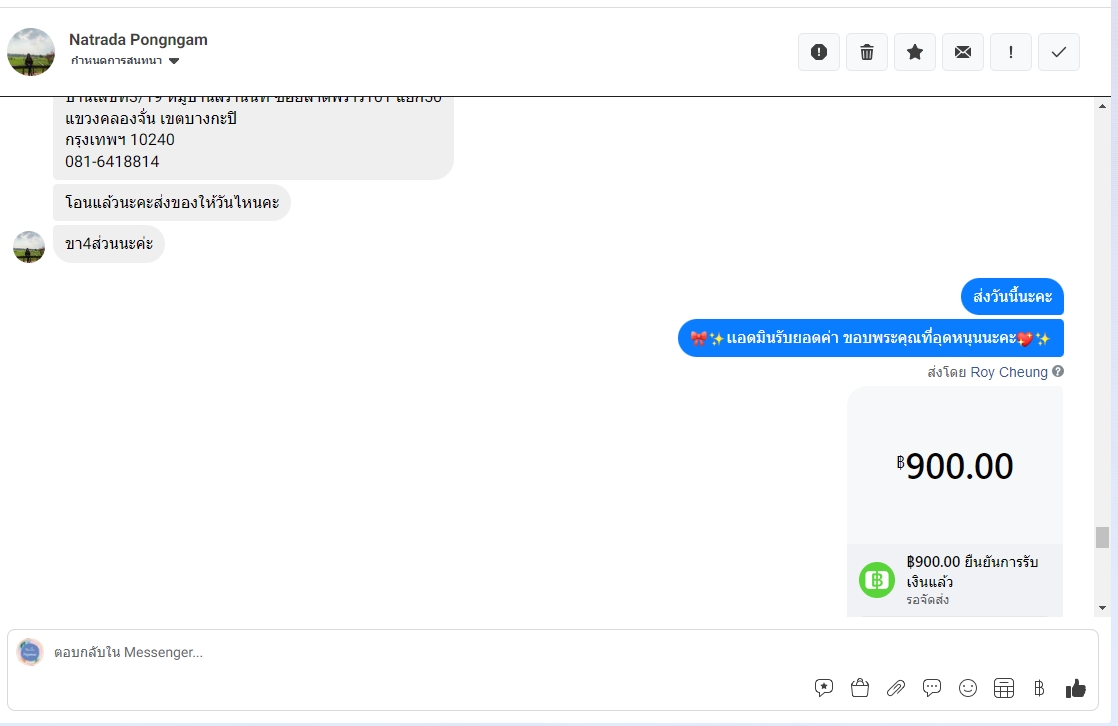 Natrada Pongngam
กำหนดการสนทนา
แขวงคลองจั่น เขตบางกะปิ
กรุงเทพฯ 10240
081-6418814
โอนแล้วนะคะส่งของให้วันไหนคะ
ขา4ส่วนนะค่ะ
ส่งวันนี้นะคะ
🎀✨แอดมินรับยอดค่า ขอบพระคุณที่อุดหนุนนะคะ💖✨
ส่งโดย Roy Cheung
฿900.00
฿900.00 ยืนยันการรับ
เงินแล้ว
รอจัดส่ง
ตอบกลับใน Messenger...